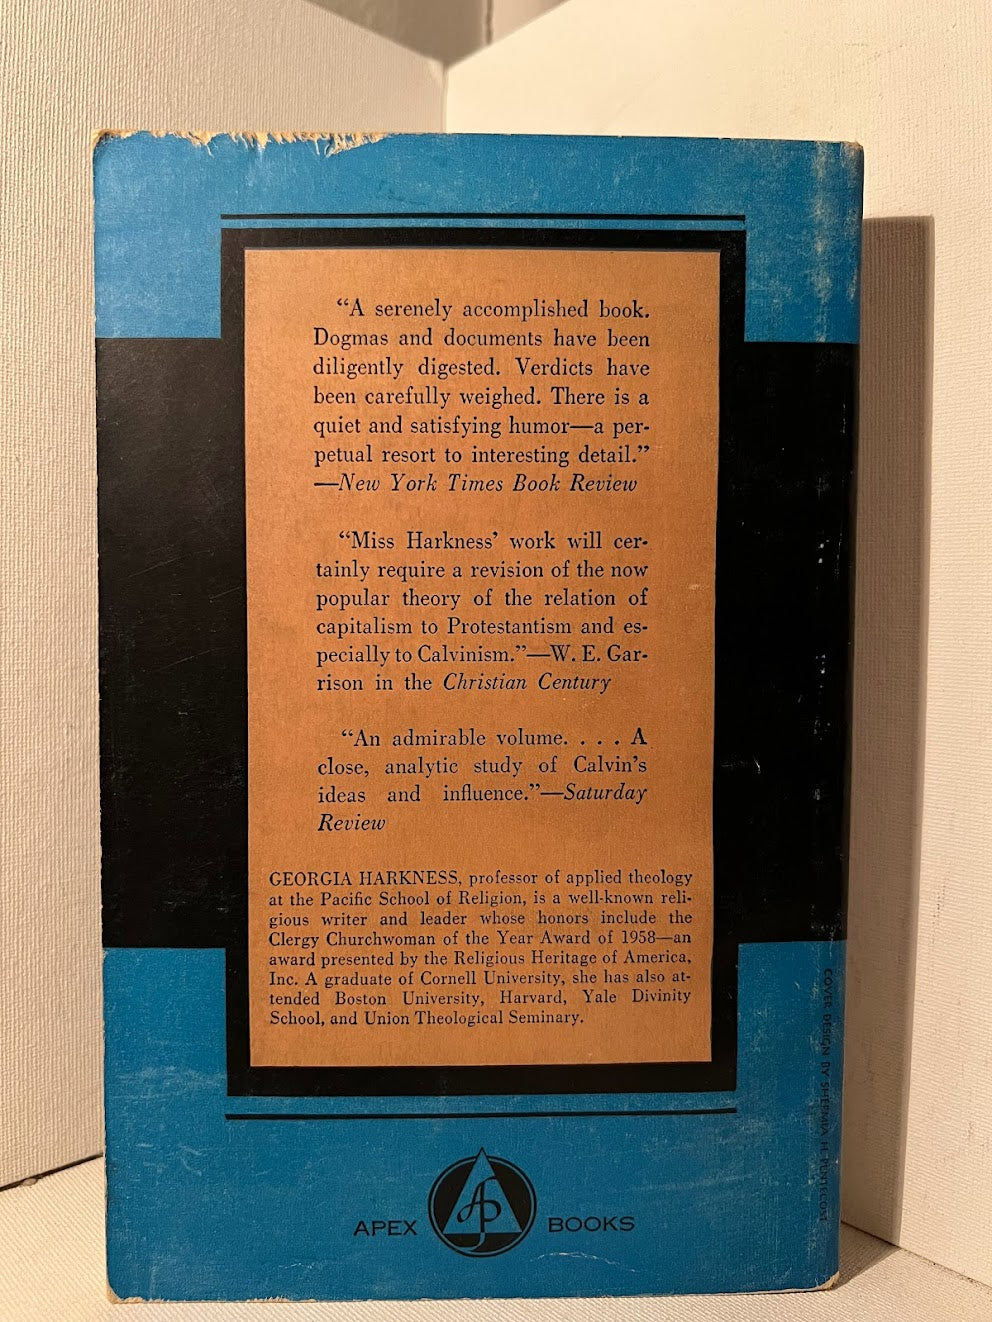 “A serenely accomplished book.
Dogmas and documents have been
diligently digested. Verdicts have
been carefully weighed. There is a
quiet and satisfying humor—a per-
petual resort to interesting detail.”
—New York Times Book Review
“Miss Harkness’ work will cer-
tainly require a revision of the now
popular theory of the relation of
capitalism to Protestantism and es-
pecially to Calvinism.”—W. E. Gar-
rison in the Christian Century
“An admirable volume. . . . A
close, analytic study of Calvin’s
ideas and influence.”—Saturday
Review
GEORGIA HARKNESS, professor of applied theology
at the Pacific School of Religion, is a well-known reli-
gious writer and leader whose honors include the
Clergy Churchwoman of the Year Award of 1958—an
award presented by the Religious Heritage of America,
Inc. A graduate of Cornell University, she has also at-
tended Boston University, Harvard, Yale Divinity
School, and Union Theological Seminary.
COVER DESIGN BY H. PENTECOST
APEX BOOKS